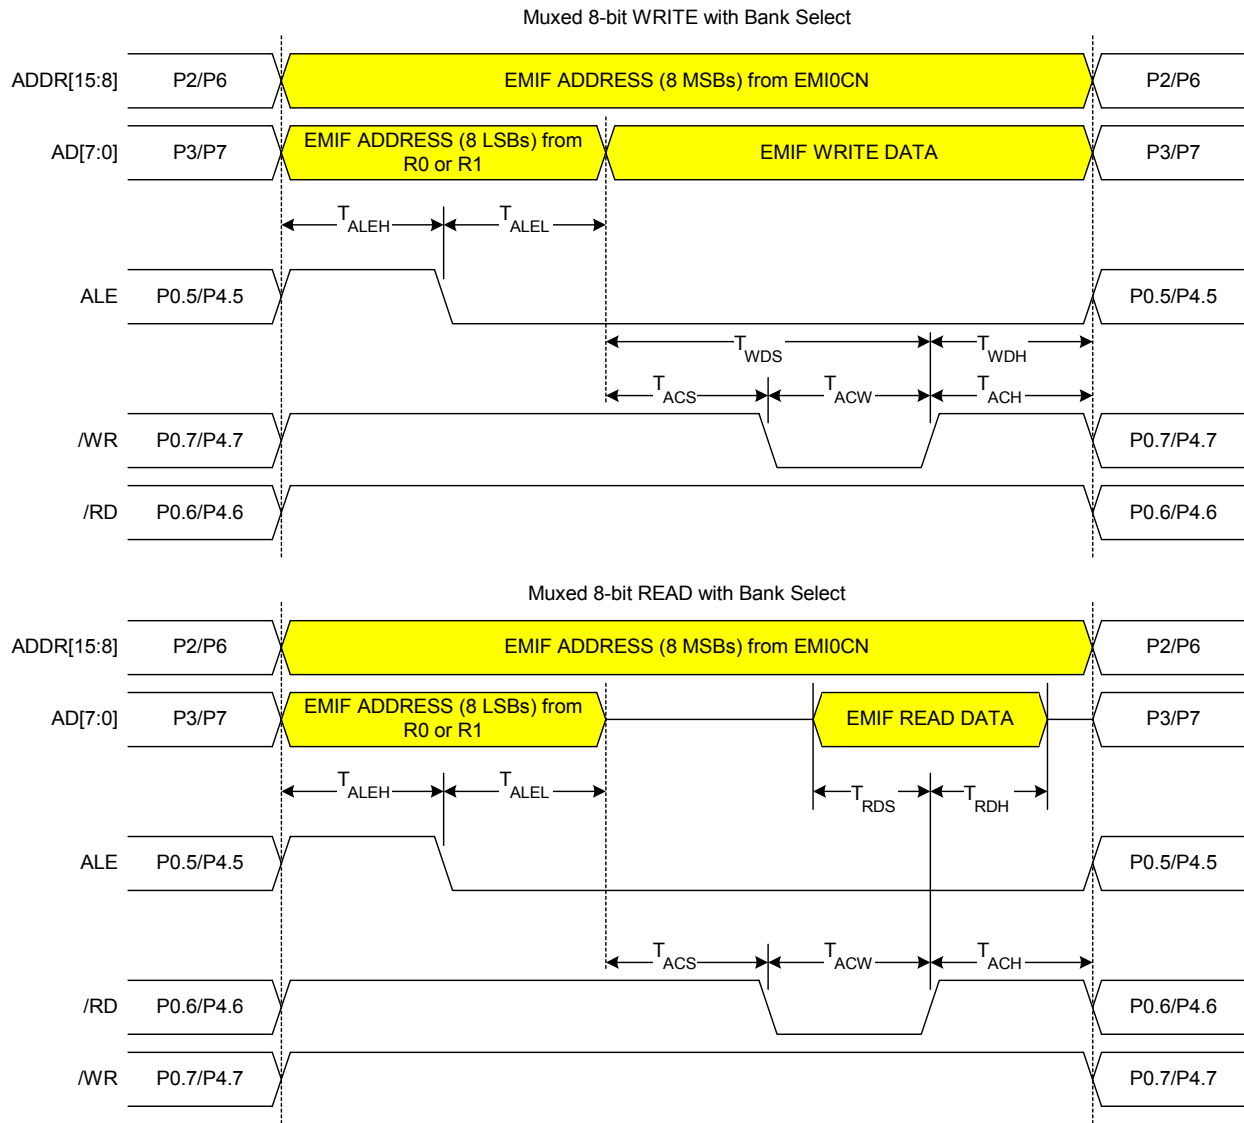 Muxed 8-bit WRITE with Bank Select
ADDR[15:8] P2/P6 EMIF ADDRESS (8 MSBs) from EMI0CN P2/P6
AD[7:0] P3/P7 EMIF ADDRESS (8 LSBs) from
R0 or R1 EMIF WRITE DATA P3/P7
TALEH TALEL
ALE P0.5/P4.5 P0.5/P4.5
TWDS TWDH
TACS TACW TACH
/WR P0.7/P4.7 P0.7/P4.7
/RD P0.6/P4.6 P0.6/P4.6
Muxed 8-bit READ with Bank Select
ADDR[15:8] P2/P6 EMIF ADDRESS (8 MSBs) from EMI0CN P2/P6
AD[7:0] P3/P7 EMIF ADDRESS (8 LSBs) from
R0 or R1 EMIF READ DATA P3/P7
TALEH TALEL TRDS TRDH
ALE P0.5/P4.5 P0.5/P4.5
TACS TACW TACH
/RD P0.6/P4.6 P0.6/P4.6
/WR P0.7/P4.7 P0.7/P4.7